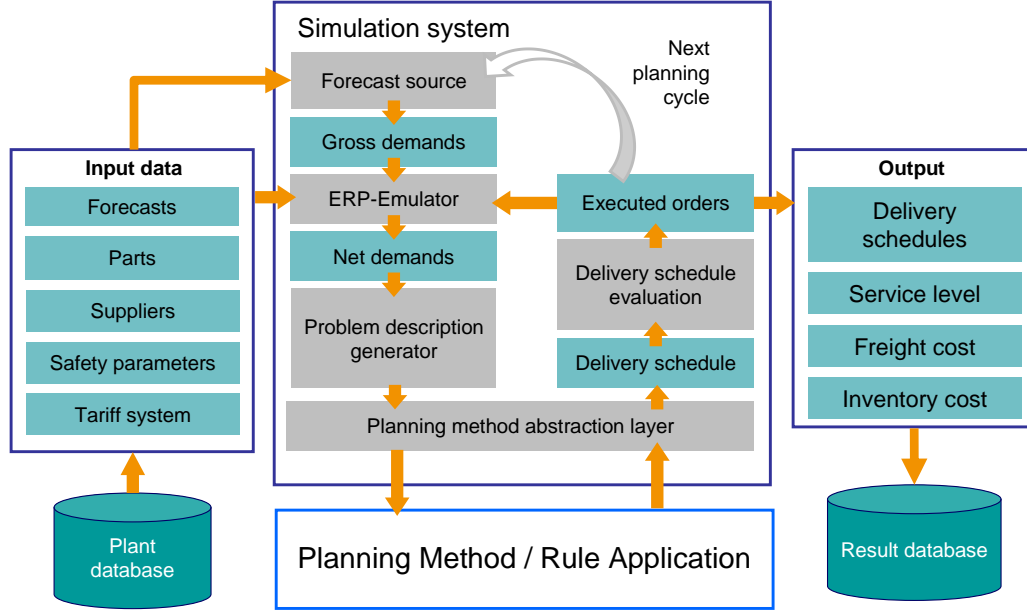 Simulation system
Next
planning
cycle
Forecast source
Gross demands
ERP-Emulator
Net demands
Problem description
generator
Executed orders
Delivery schedule
evaluation
Delivery schedule
Planning method abstraction layer
Input data
Forecasts
Parts
Suppliers
Safety parameters
Tariff system
Plant
database
Planning Method / Rule Application
Output
Delivery
schedules
Service level
Freight cost
Inventory cost
Result database